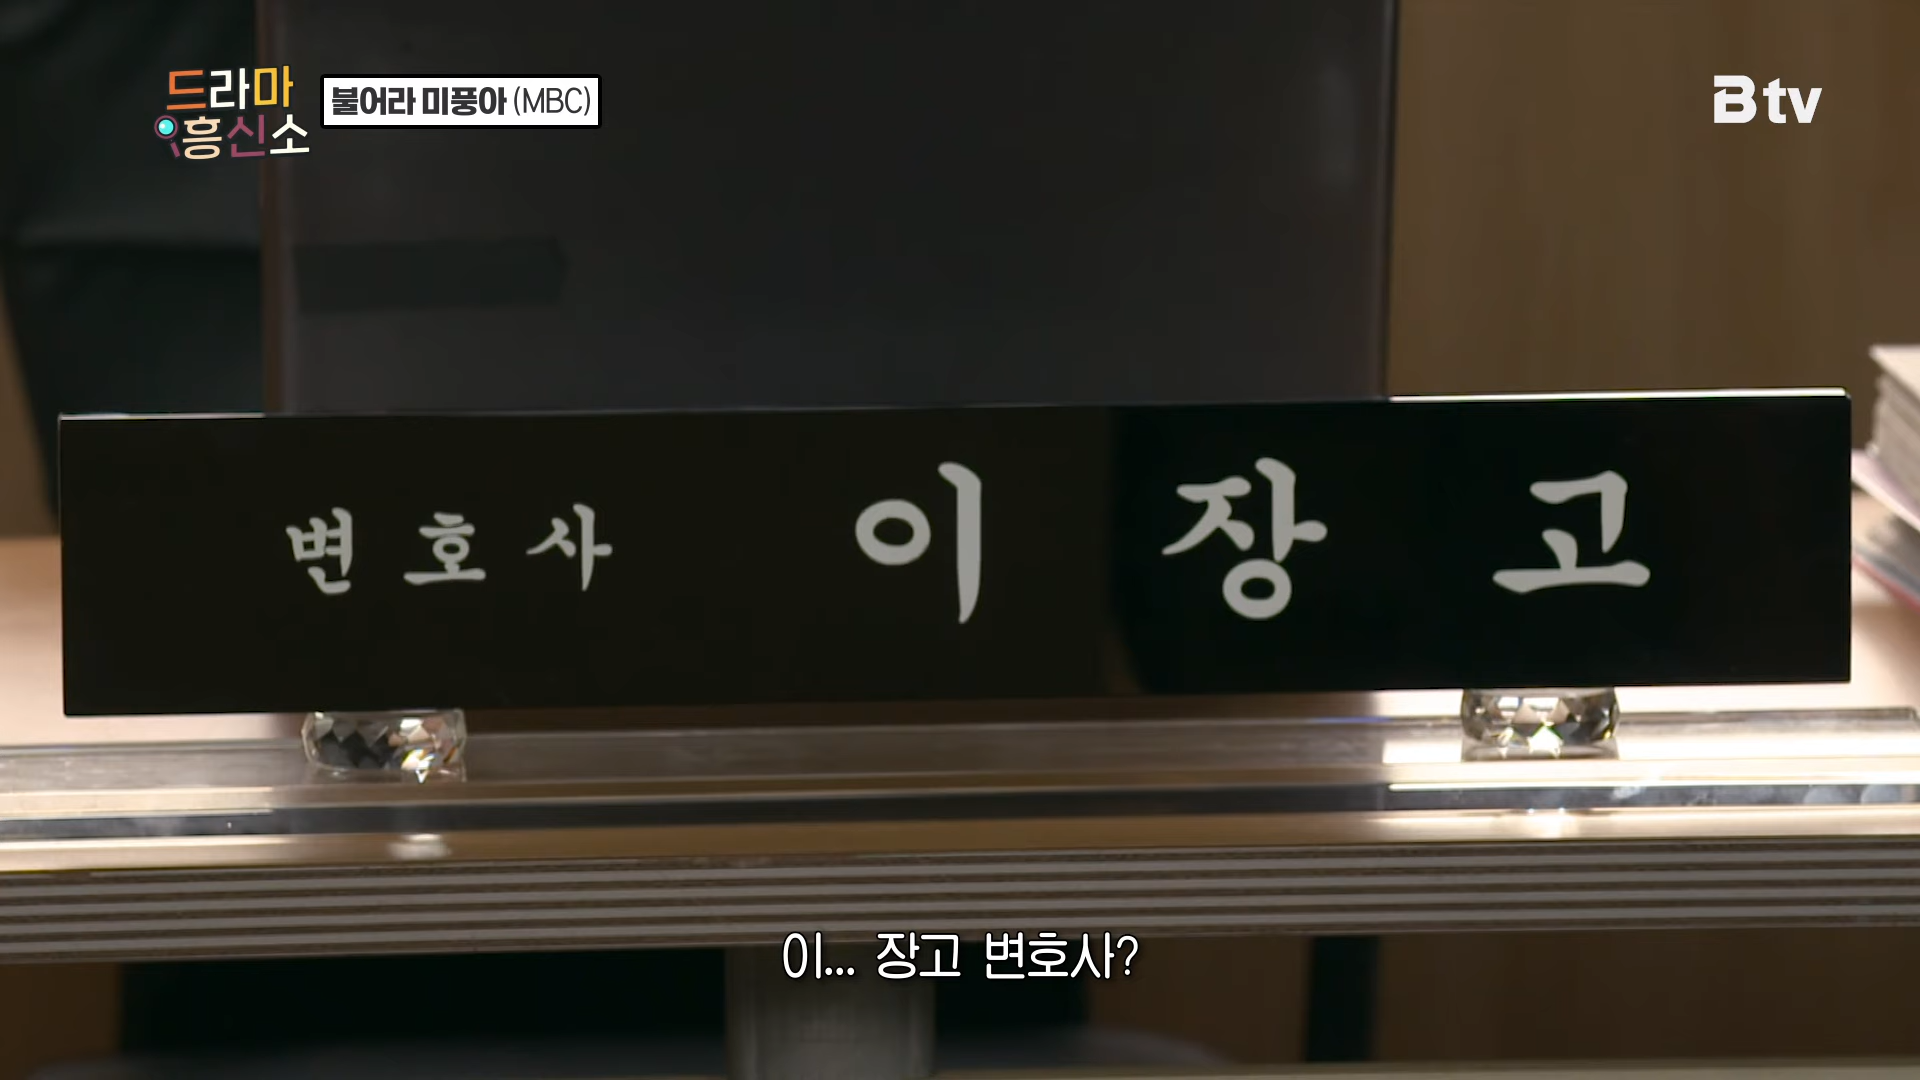 드라마
흥신소
불어라 미풍아 (MBC)
B tv
변호사 이장고
이... 장고 변호사?